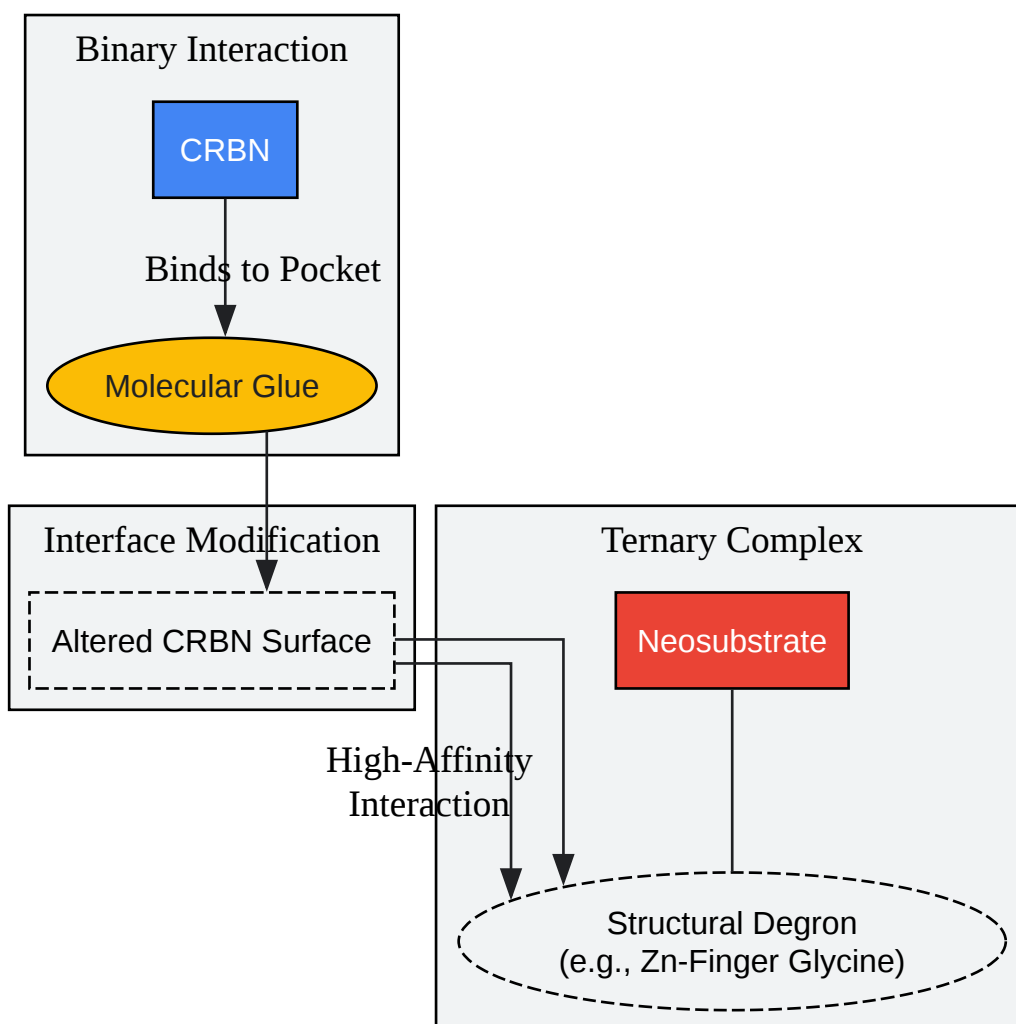 Binary Interaction
CRBN
Binds to Pocket
Molecular Glue
Interface Modification
Altered CRBN Surface
Ternary Complex
Neosubstrate
High-Affinity
Interaction
Structural Degron
(e.g., Zn-Finger Glycine)